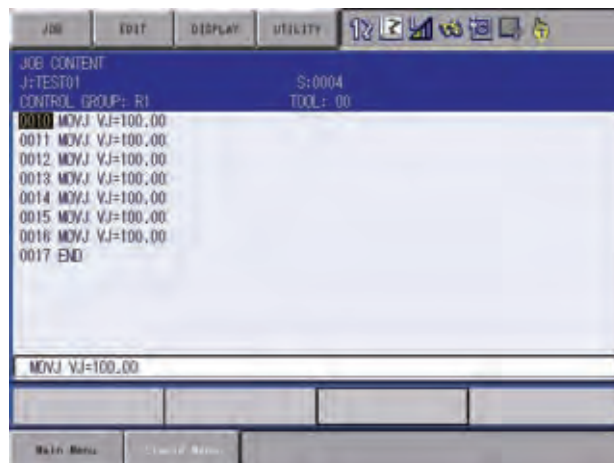 JOB EDIT DISPLAY UTILITY
JOB CONTENT
J:TEST01 S:0004
CONTROL GROUP: R1 TOOL: 00
0010 MOVJ VJ=100.00
0011 MOVJ VJ=100.00
0012 MOVJ VJ=100.00
0013 MOVJ VJ=100.00
0014 MOVJ VJ=100.00
0015 MOVJ VJ=100.00
0016 MOVJ VJ=100.00
0017 END
MOVJ VJ=100.00
Main Menu